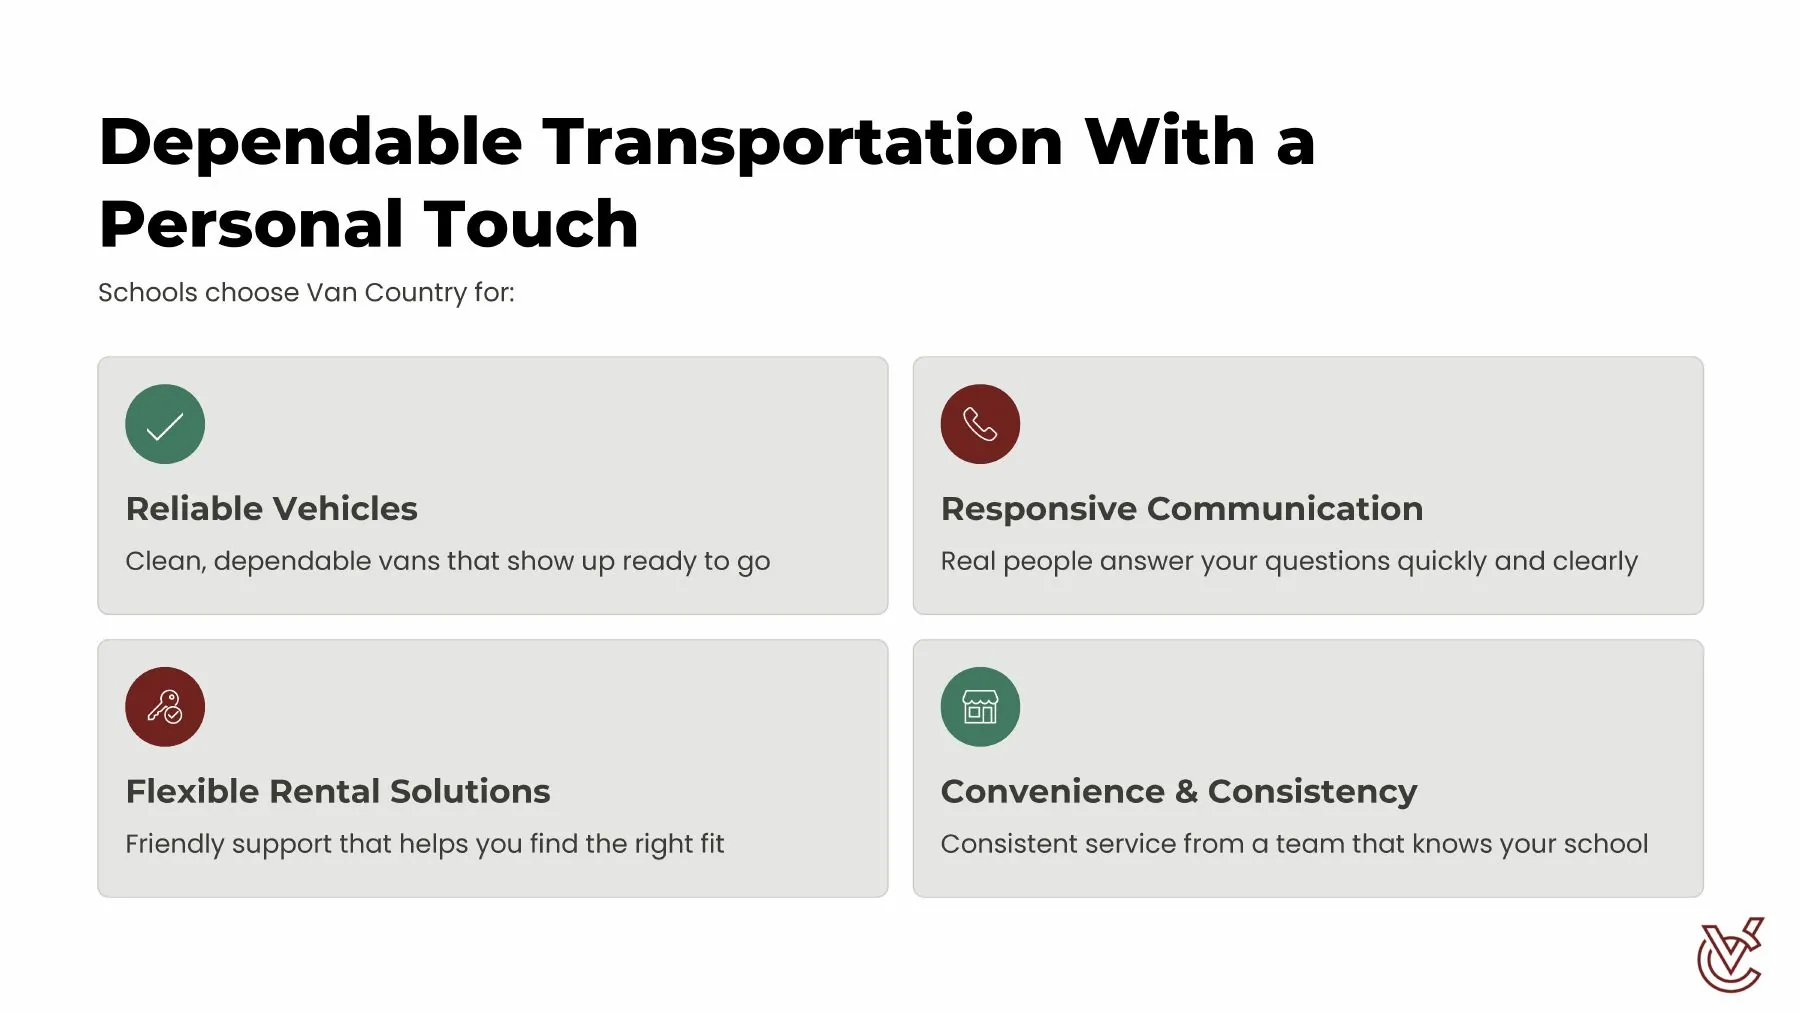 Dependable Transportation With a
Personal Touch
Schools choose Van Country for:
Reliable Vehicles
Clean, dependable vans that show up ready to go
Responsive Communication
Real people answer your questions quickly and clearly
Flexible Rental Solutions
Friendly support that helps you find the right fit
Convenience & Consistency
Consistent service from a team that knows your school